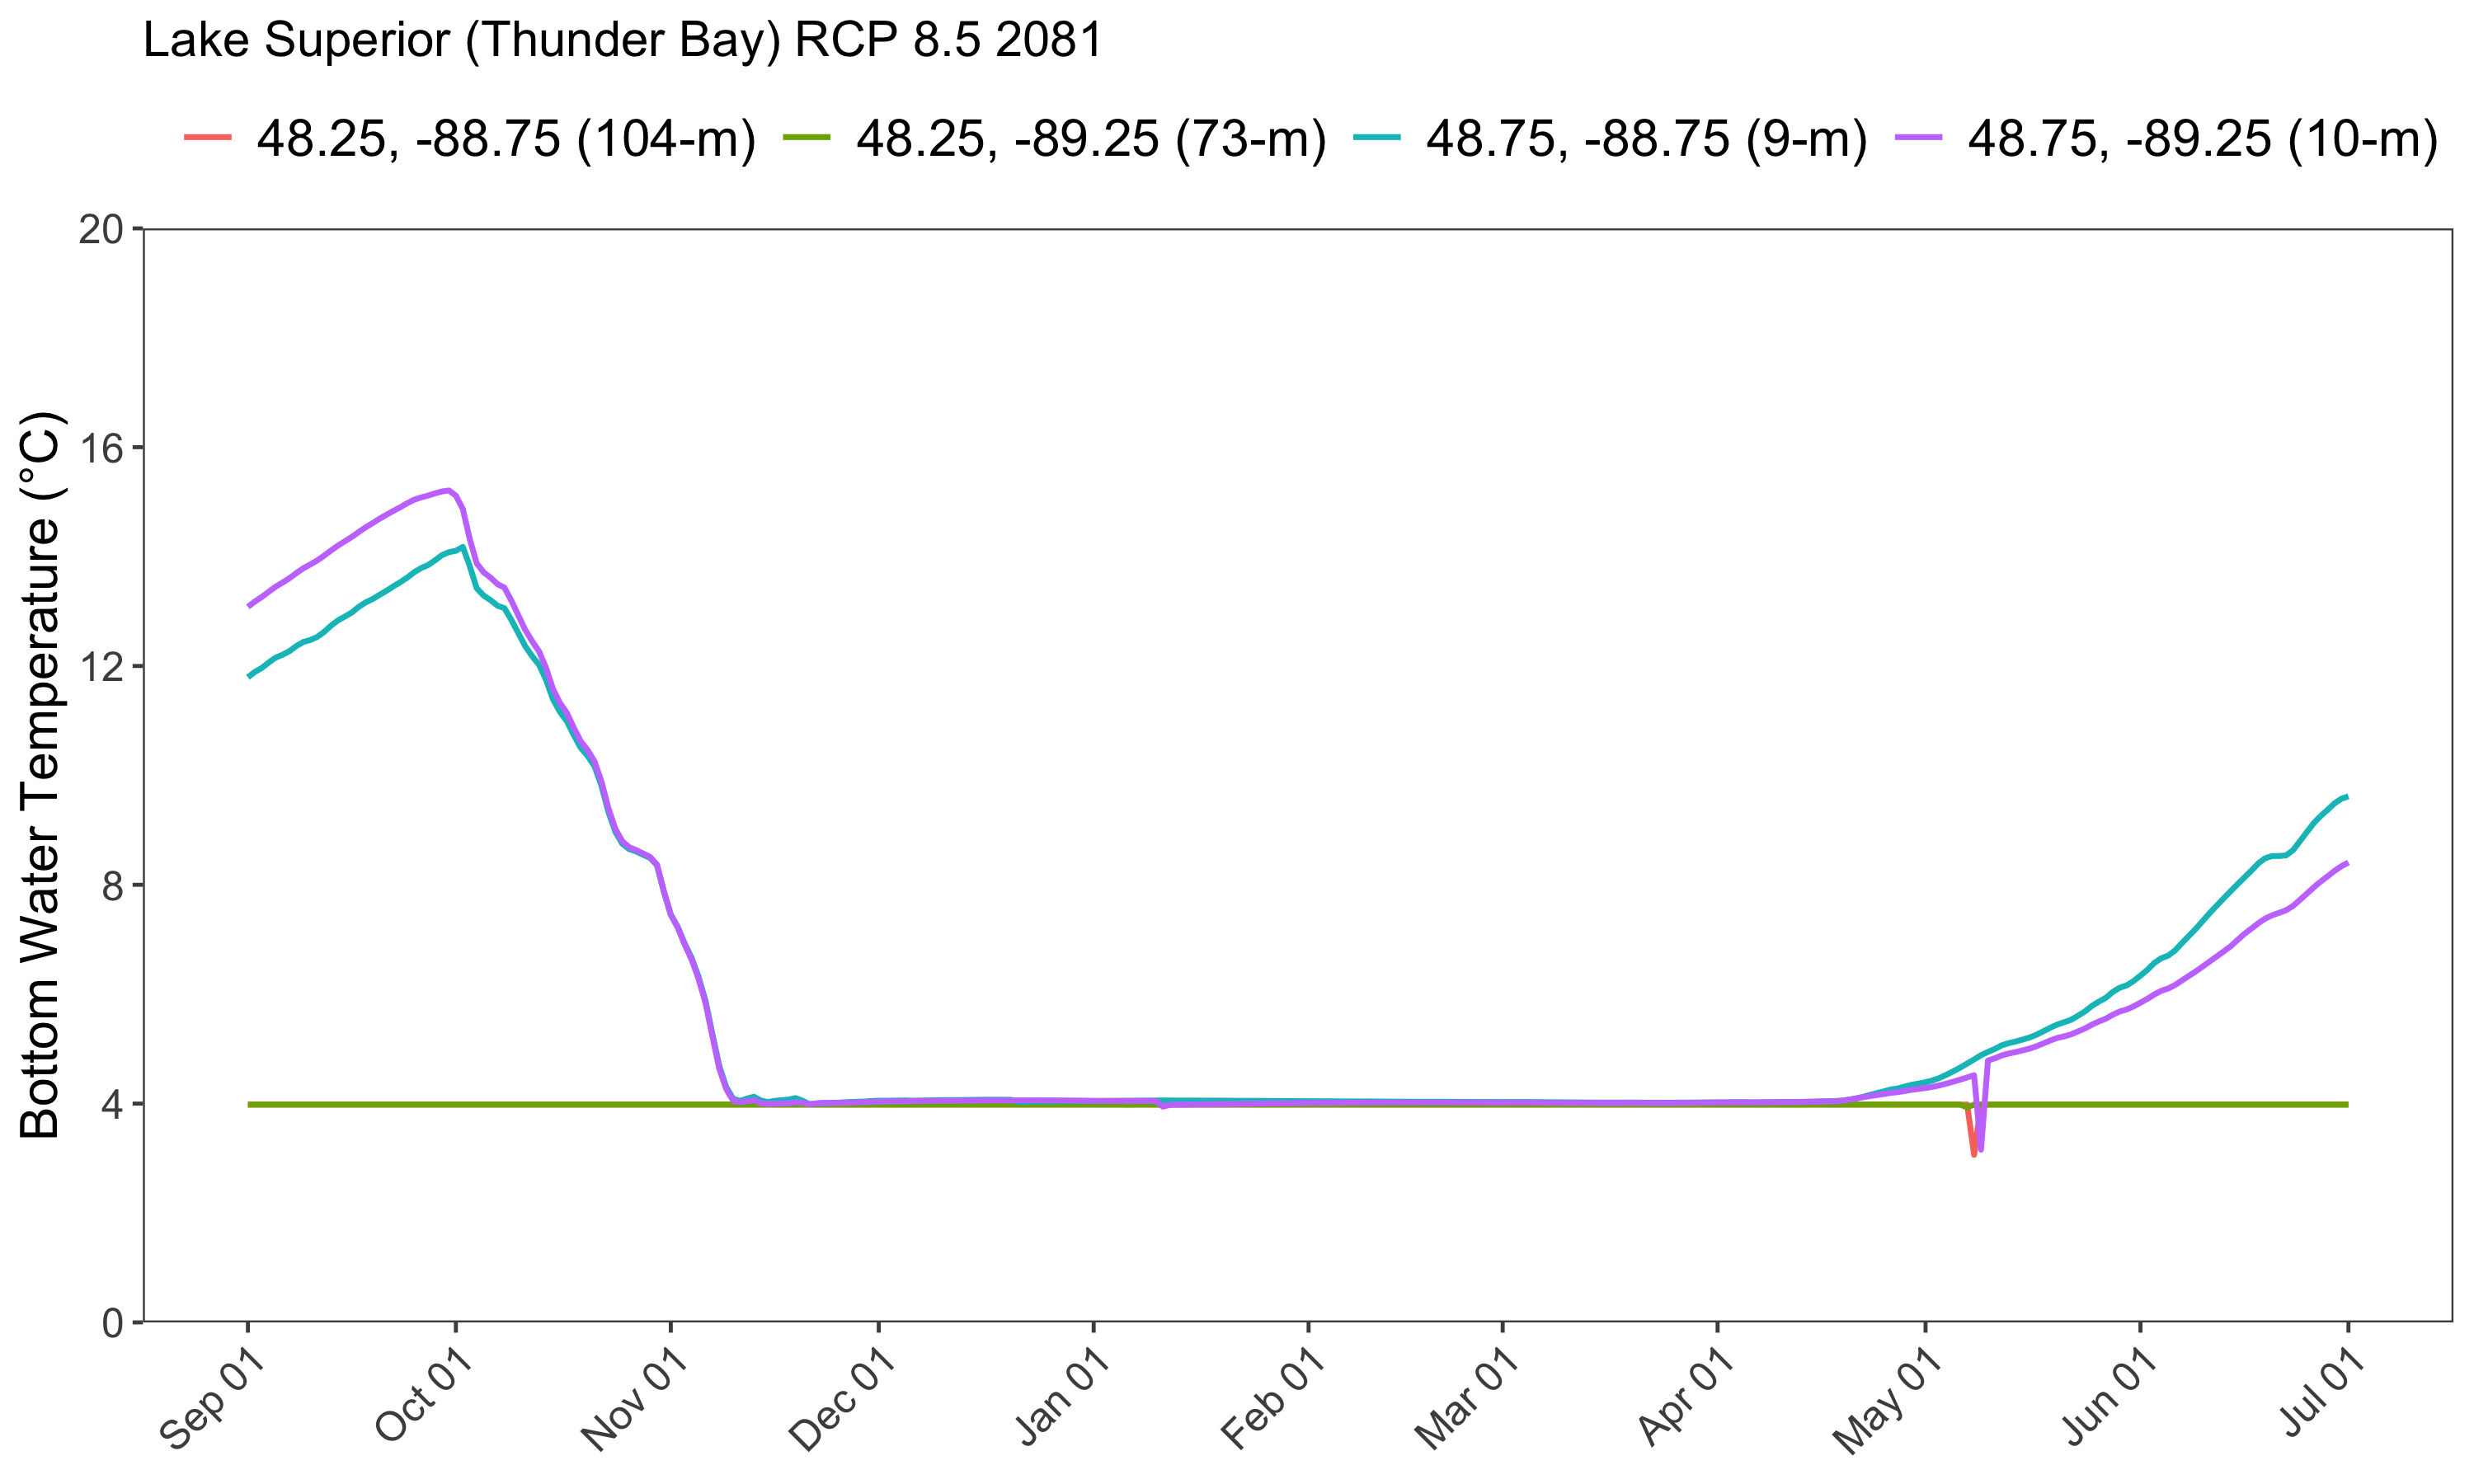 Lake Superior (Thunder Bay) RCP 8.5 2081
48.25, -88.75 (104-m) 48.25, -89.25 (73-m) 48.75, -88.75 (9-m) 48.75, -89.25 (10-m)
Bottom Water Temperature (°C)
20
16
12
8
4
0
Sep 01 Oct 01 Nov 01 Dec 01 Jan 01 Feb 01 Mar 01 Apr 01 May 01 Jun 01 Jul 01